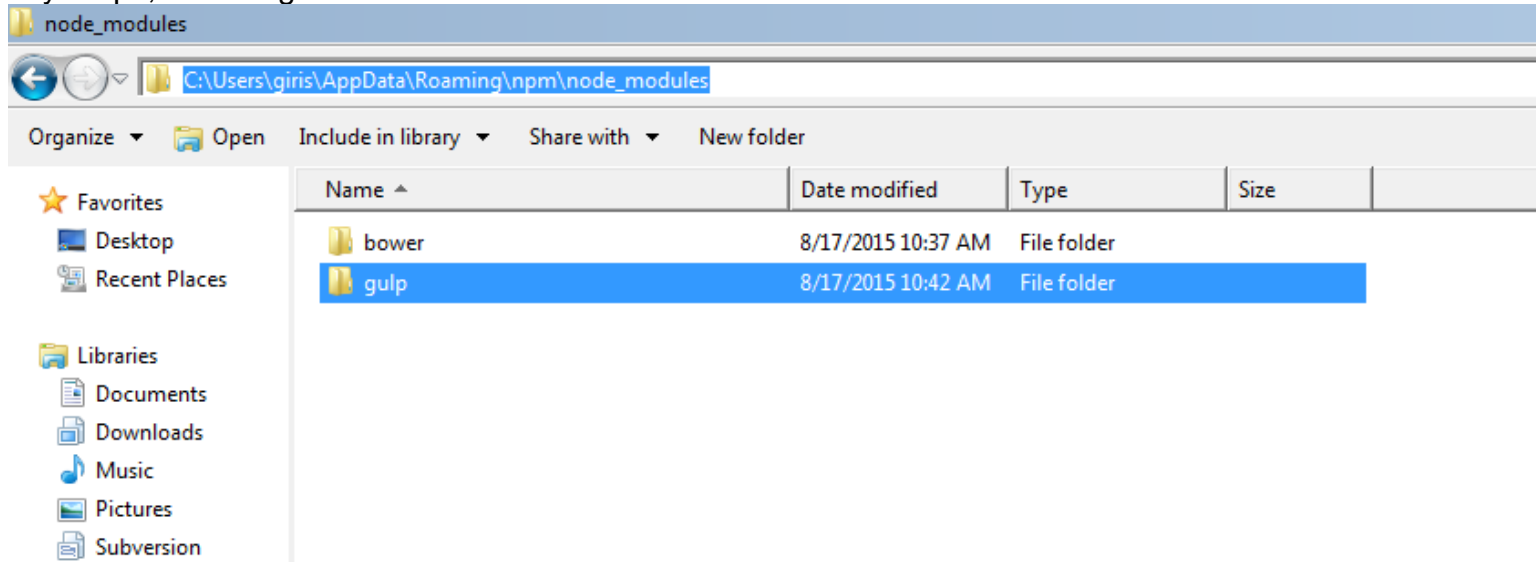 node_modules
C:\Users\giris\AppData\Roaming\npm\node_modules
Organize Open Include in library Share with New folder
Favorites
Desktop
Recent Places
Libraries
Documents
Downloads
Music
Pictures
Subversion
Name Date modified Type Size
bower 8/17/2015 10:37 AM File folder
gulp 8/17/2015 10:42 AM File folder